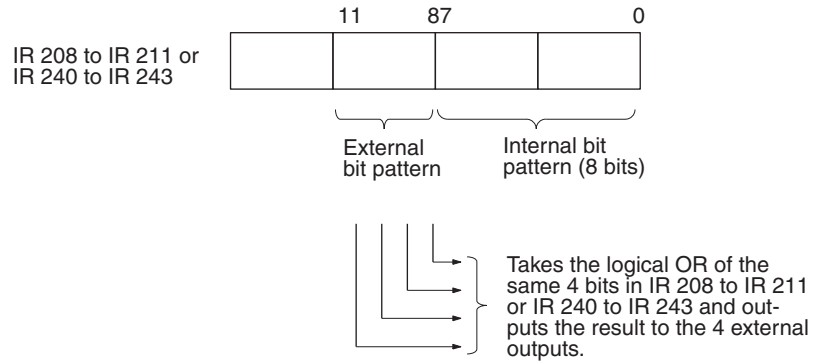 11 87 0
IR 208 to IR 211 or
IR 240 to IR 243
External
bit pattern
Internal bit
pattern (8 bits)
Takes the logical OR of the
same 4 bits in IR 208 to IR 211
or IR 240 to IR 243 and out-
puts the result to the 4 external
outputs.